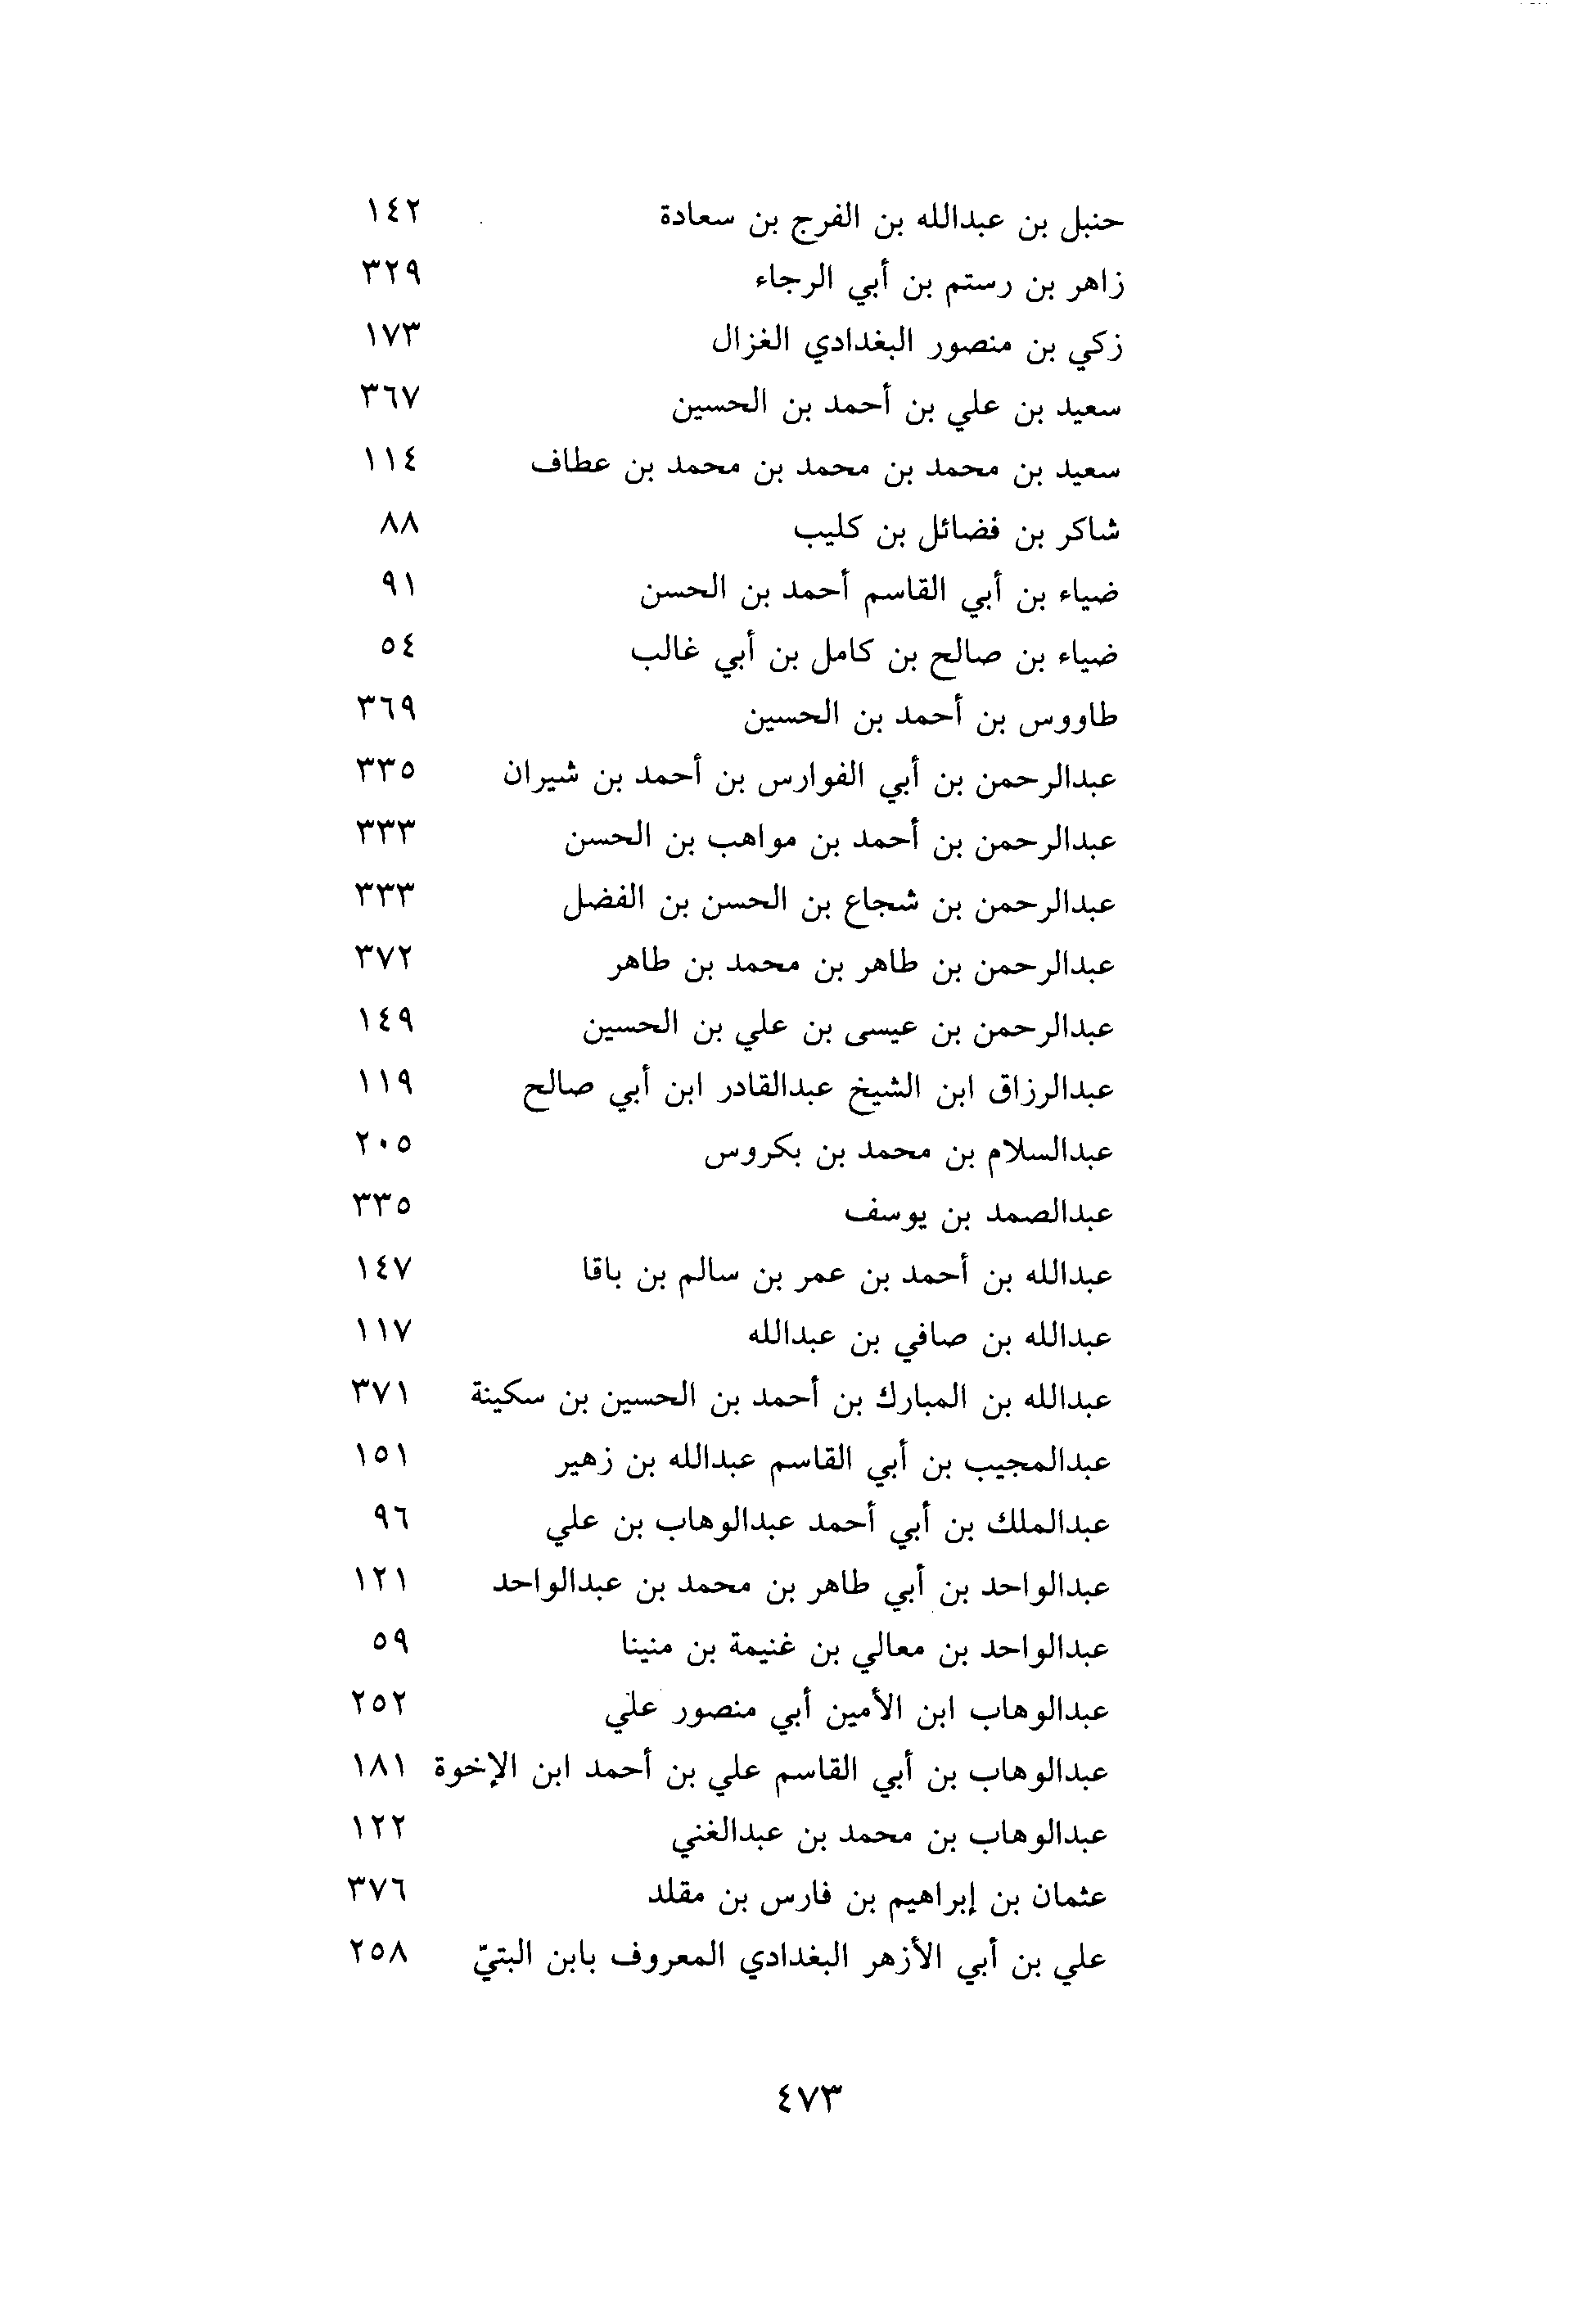 حنبل بن عبدالله بن الفرج بن سعادة ١٤٢
زاهر بن رستم بن أبي الرجاء ٣٢٩
زكي بن منصور البغدادي الغزال ١٧٣
سعيد بن علي بن أحمد بن الحسين ٣٦٧
سعيد بن محمد بن محمد بن محمد بن عطاف ١١٤
شاكر بن فضائل بن كليب ٨٨
ضياء بن أبي القاسم أحمد بن الحسن ٩١
ضياء بن صالح بن كامل بن أبي غالب ٥٤
طاووس بن أحمد بن الحسين ٣٦٩
عبدالرحمن بن أبي الفوارس بن أحمد بن شيران ٣٣٥
عبدالرحمن بن أحمد بن مواهب بن الحسن ٣٣٣
عبدالرحمن بن شجاع بن الحسن بن الفضل ٣٣٣
عبدالرحمن بن طاهر بن محمد بن طاهر ٣٧٢
عبدالرحمن بن عيسى بن علي بن الحسين ١٤٩
عبدالرزاق ابن الشيخ عبدالقادر ابن أبي صالح ١١٩
عبدالسلام بن محمد بن بكروس ٢٠٥
عبدالصمد بن يوسف ٣٣٥
عبدالله بن أحمد بن عمر بن سالم بن باقا ١٤٧
عبدالله بن صافي بن عبدالله ١١٧
عبدالله بن المبارك بن أحمد بن الحسين بن سكينة ٣٧١
عبدالمجيب بن أبي القاسم عبدالله بن زهير ١٥١
عبدالملك بن أبي أحمد عبدالوهاب بن علي ٩٦
عبدالواحد بن أبي طاهر بن محمد بن عبدالواحد ١٢١
عبدالواحد بن معالي بن غنيمة بن منينا ٥٩
عبدالوهاب ابن الأمين أبي منصور علي ٢٥٢
عبدالوهاب بن أبي القاسم علي بن أحمد ابن الإخوة ١٨١
عبدالوهاب بن محمد بن عبدالغني ١٢٢
عثمان بن إبراهيم بن فارس بن مقلد ٣٧٦
علي بن أبي الأزهر البغدادي المعروف بابن البتيّ ٢٥٨
٤٧٣